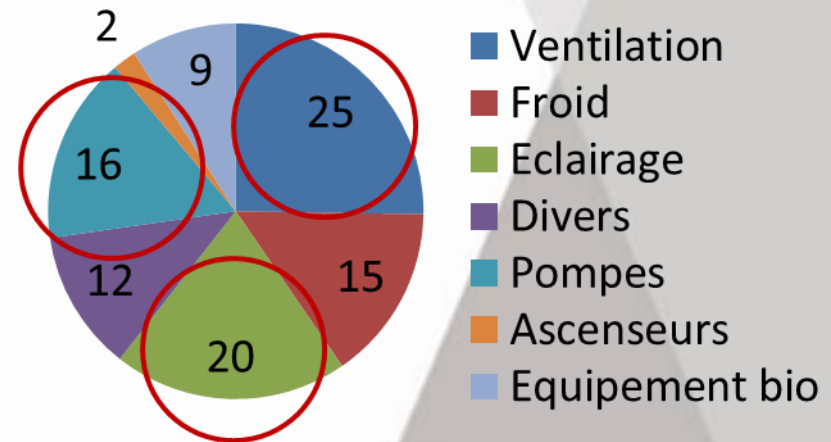 2
9
25
16
12
15
20
Ventilation
Froid
Eclairage
Divers
Pompes
Ascenseurs
Equipement bio